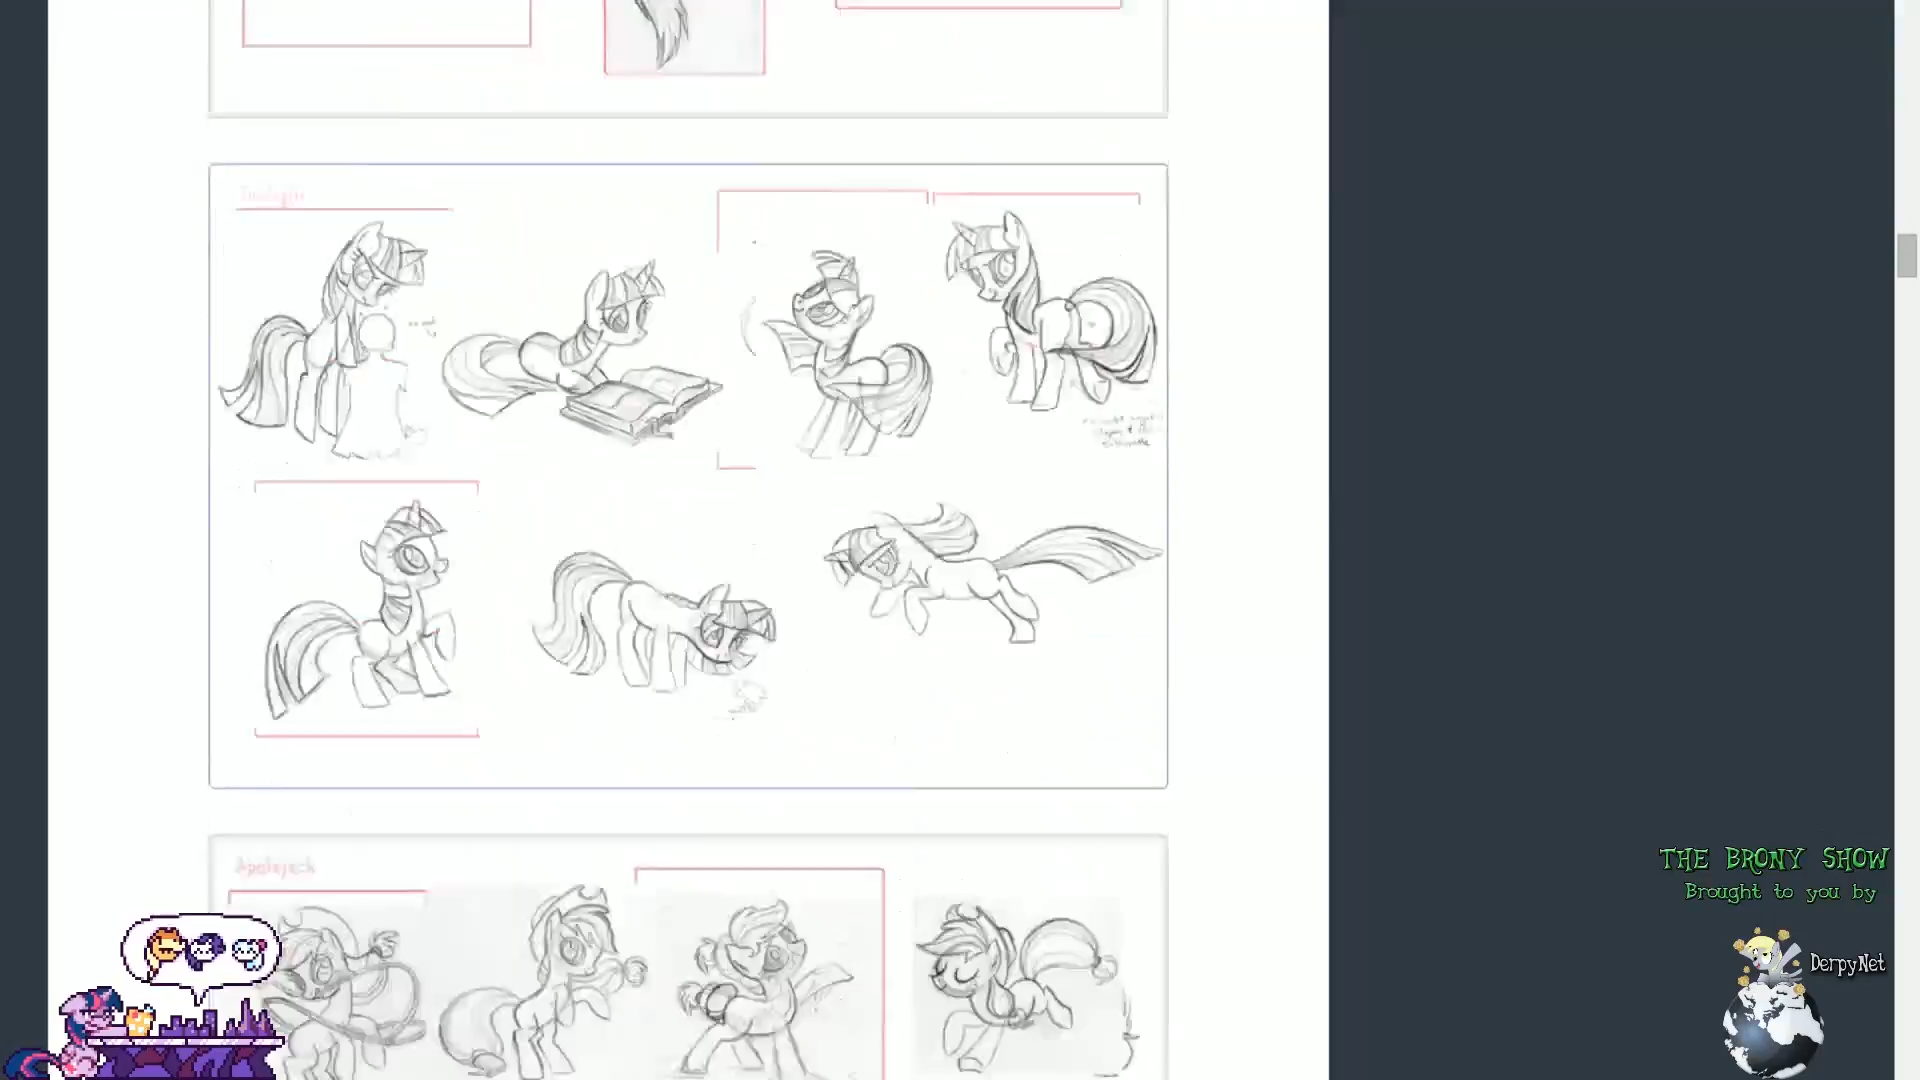 Twilight
Applejack
THE BRONY SHOW
Brought to you by
DerpyNet